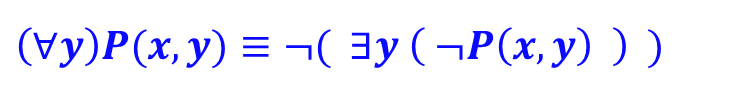 (∀y)P(x,y) ≡ ¬( ∃y ( ¬P(x,y) ) )